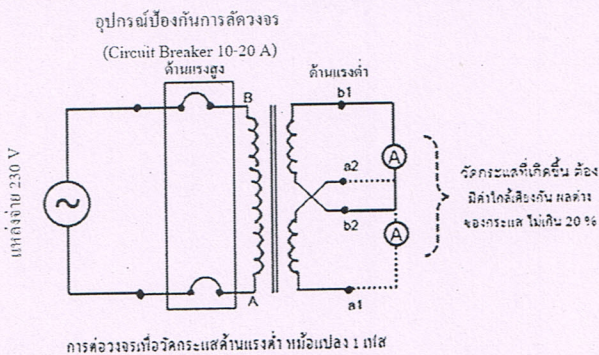 อุปกรณ์ป้องกันการลัดวงจร
(Circuit Breaker 10-20 A)
ด้านแรงสูง
ด้านแรงต่ำ
B
b1
A
a2
b2
A
A
a1
แหล่งจ่าย 230 V
วัดกระแสที่เกิดขึ้น ต้อง
มีค่าใกล้เคียงกัน ผลต่าง
ของกระแส ไม่เกิน 20 %
การต่อวงจรเพื่อวัดกระแสด้านแรงต่ำ หม้อแปลง 1 เฟส